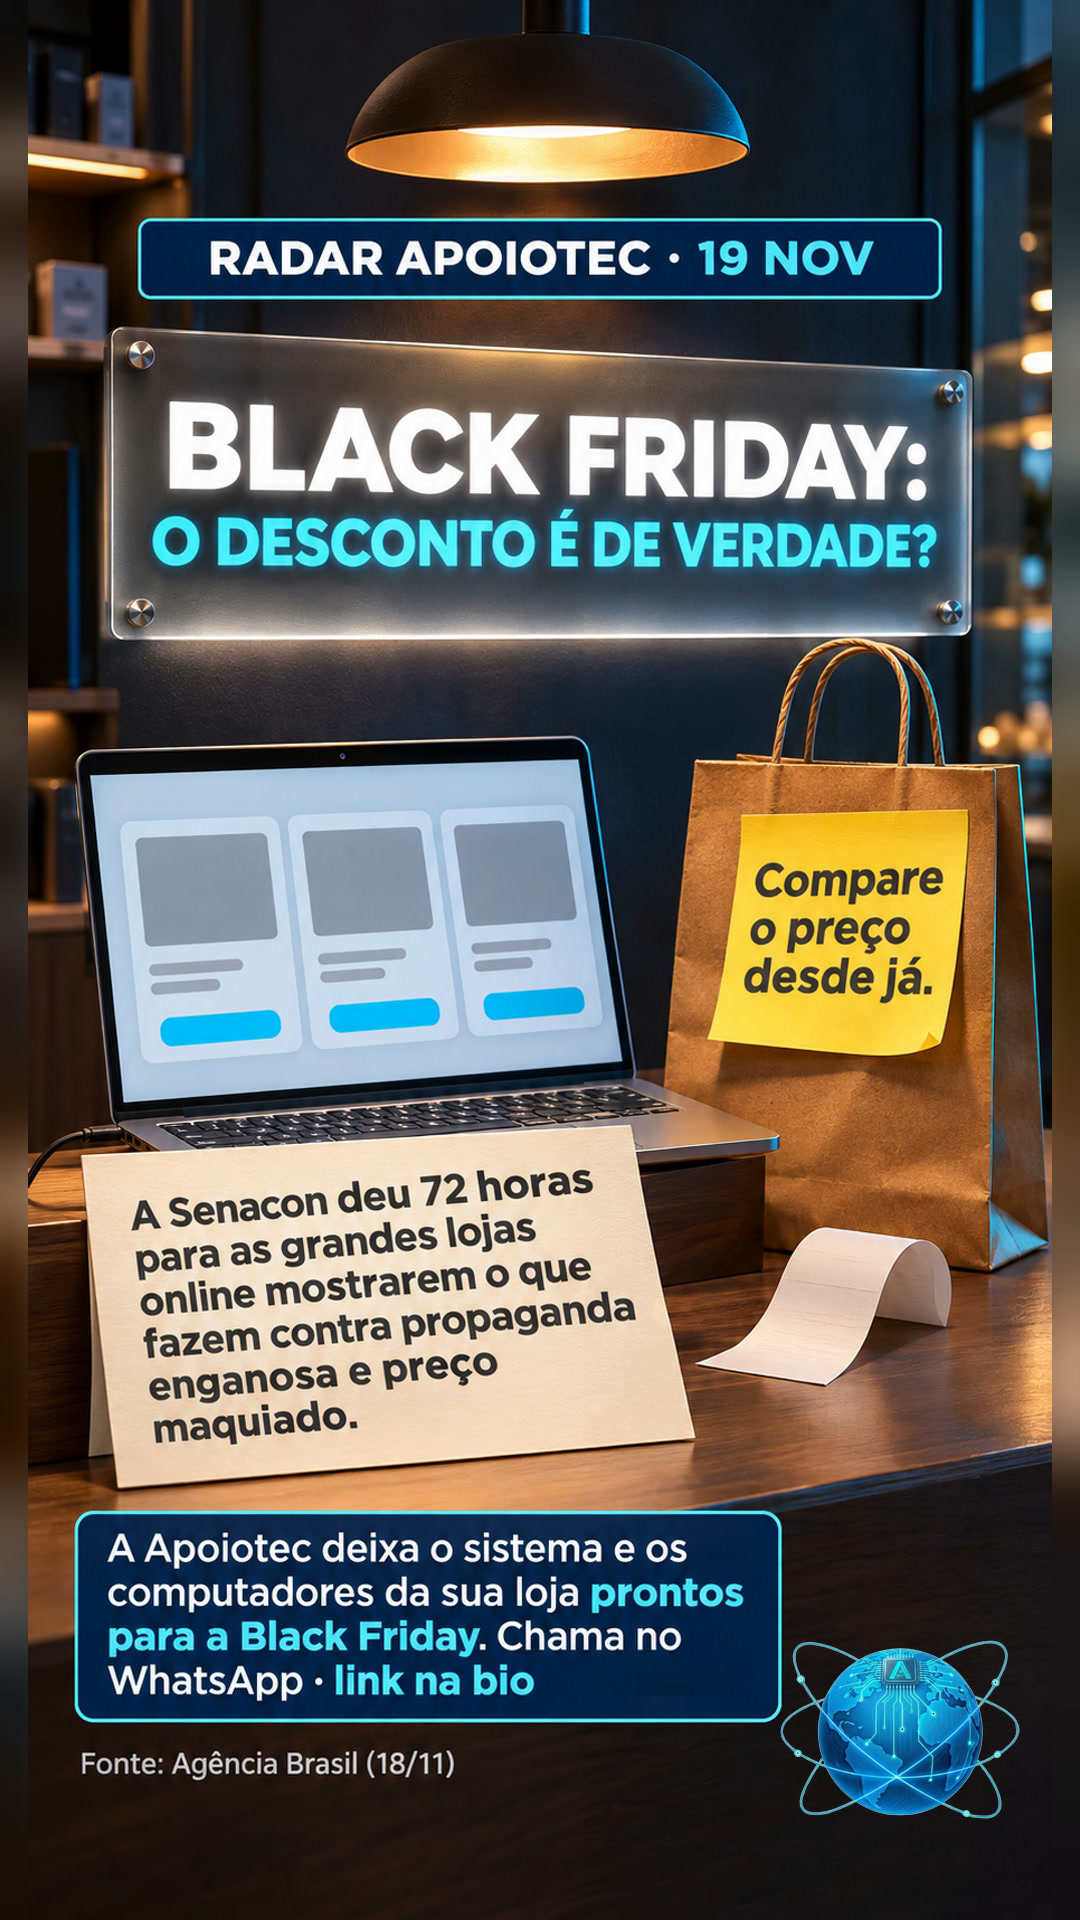 RADAR APOIOTEC · 19 NOV
BLACK FRIDAY:
O DESCONTO É DE VERDADE?
Compare
o preço
desde já.
A Senacon deu 72 horas
para as grandes lojas
online mostrarem o que
fazem contra propaganda
enganosa e preço
maquiado.
A Apoiotec deixa o sistema e os
computadores da sua loja prontos
para a Black Friday. Chama no
WhatsApp · link na bio
Fonte: Agência Brasil (18/11)